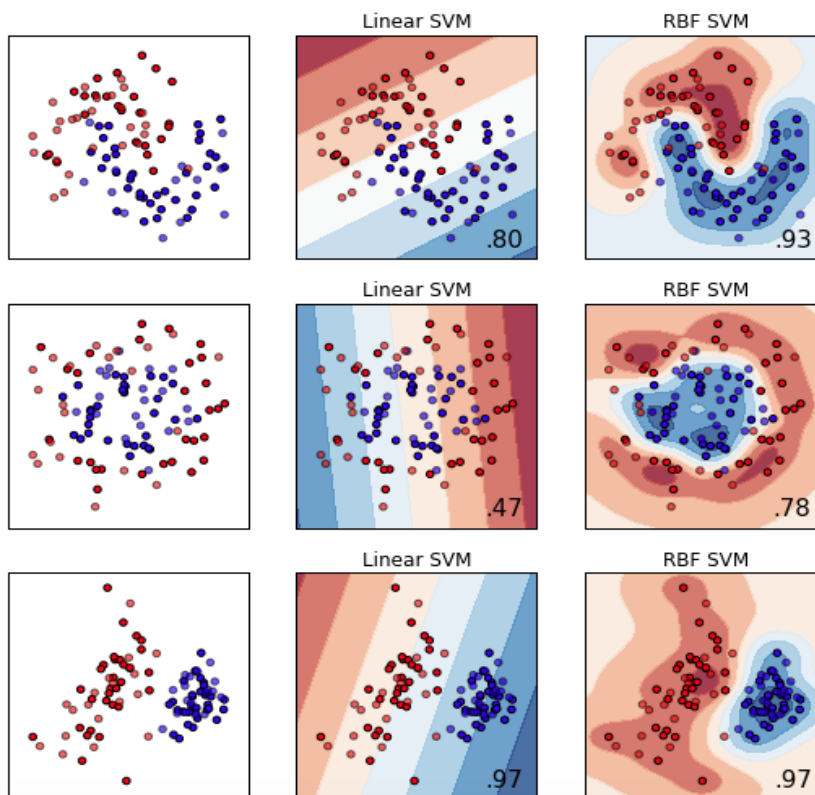 Linear SVM
RBF SVM
.80
.93
Linear SVM
RBF SVM
.47
.78
Linear SVM
RBF SVM
.97
.97